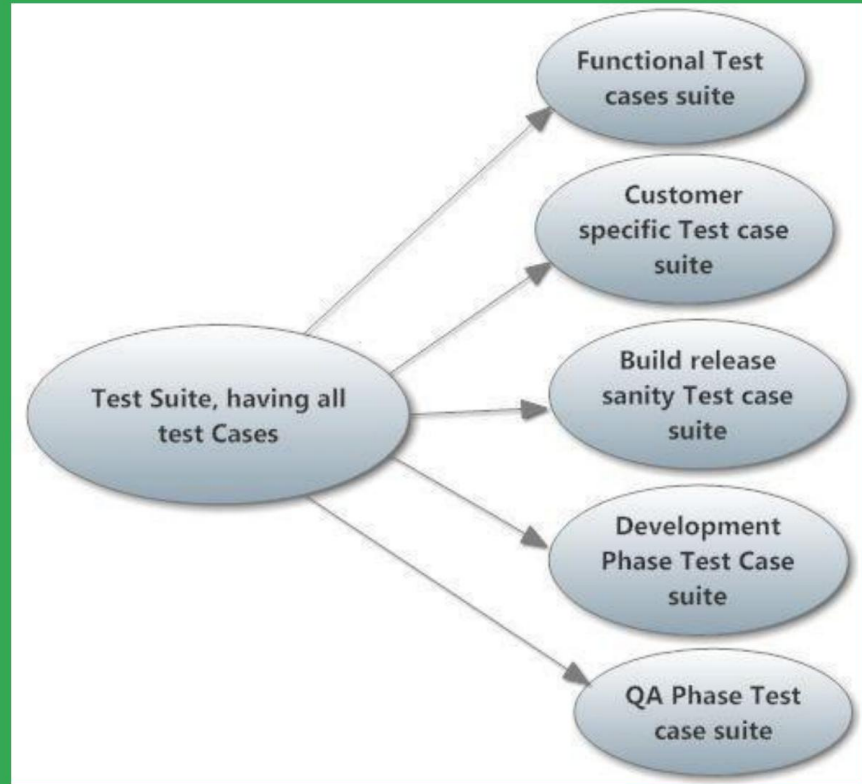 Functional Test
cases suite
Customer
specific Test case
suite
Test Suite, having all
test Cases
Build release
sanity Test case
suite
Development
Phase Test Case
suite
QA Phase Test
case suite